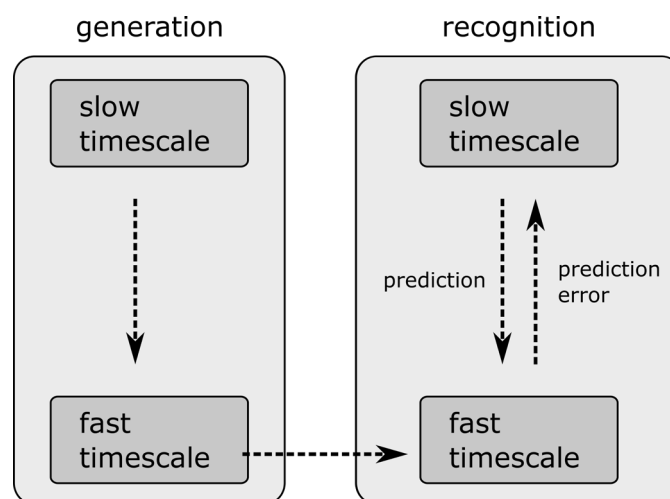 generation
slow
timescale
fast
timescale
recognition
slow
timescale
prediction
prediction
error
fast
timescale